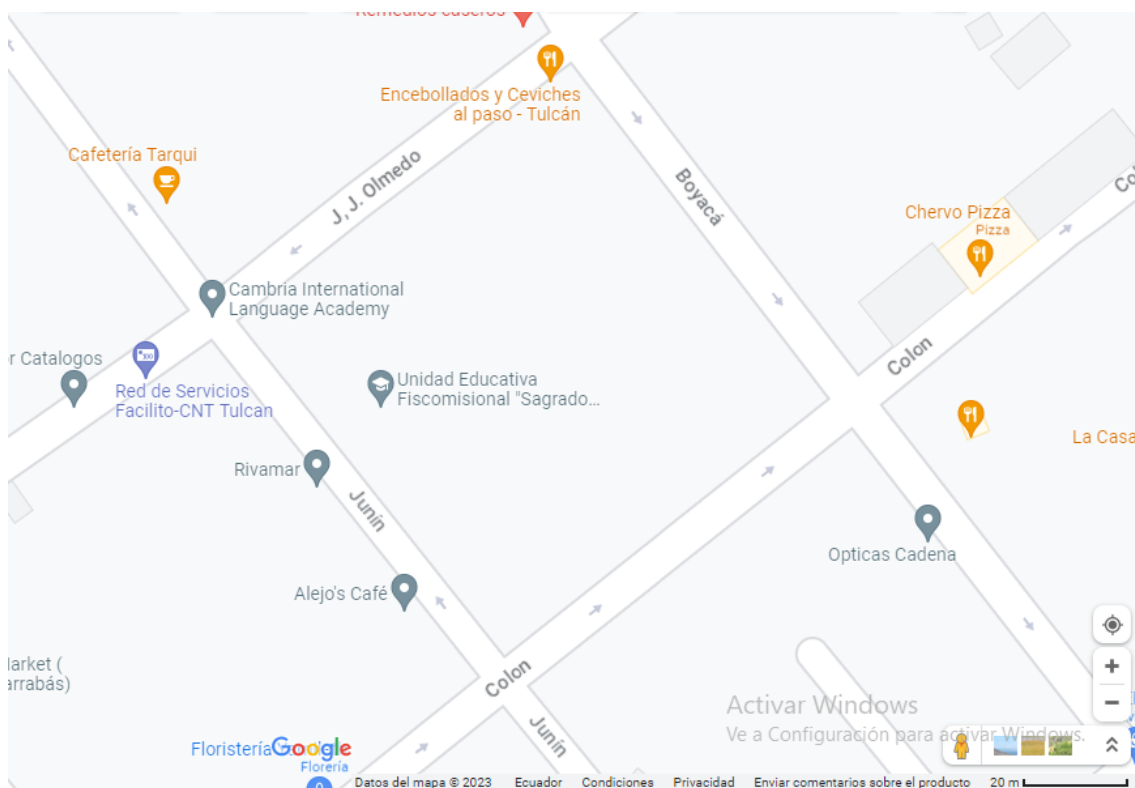 Remedios caseros
Encebollados y Ceviches
al paso - Tulcán
Cafetería Tarqui
J, J. Olmedo
Boyacá
Chervo Pizza
Pizza
Cambria International
Language Academy
Colon
r Catalogos
Red de Servicios
Facilito-CNT Tulcan
Unidad Educativa
Fiscomisional "Sagrado...
La Casa
Rivamar
Junín
Opticas Cadena
Alejo's Café
arrabás)
Colon
Junín
Activar Windows
Ve a Configuración para activar Windows.
Floristería
Google
Florería
Datos del mapa © 2023 Ecuador Condiciones Privacidad Enviar comentarios sobre el producto 20 m